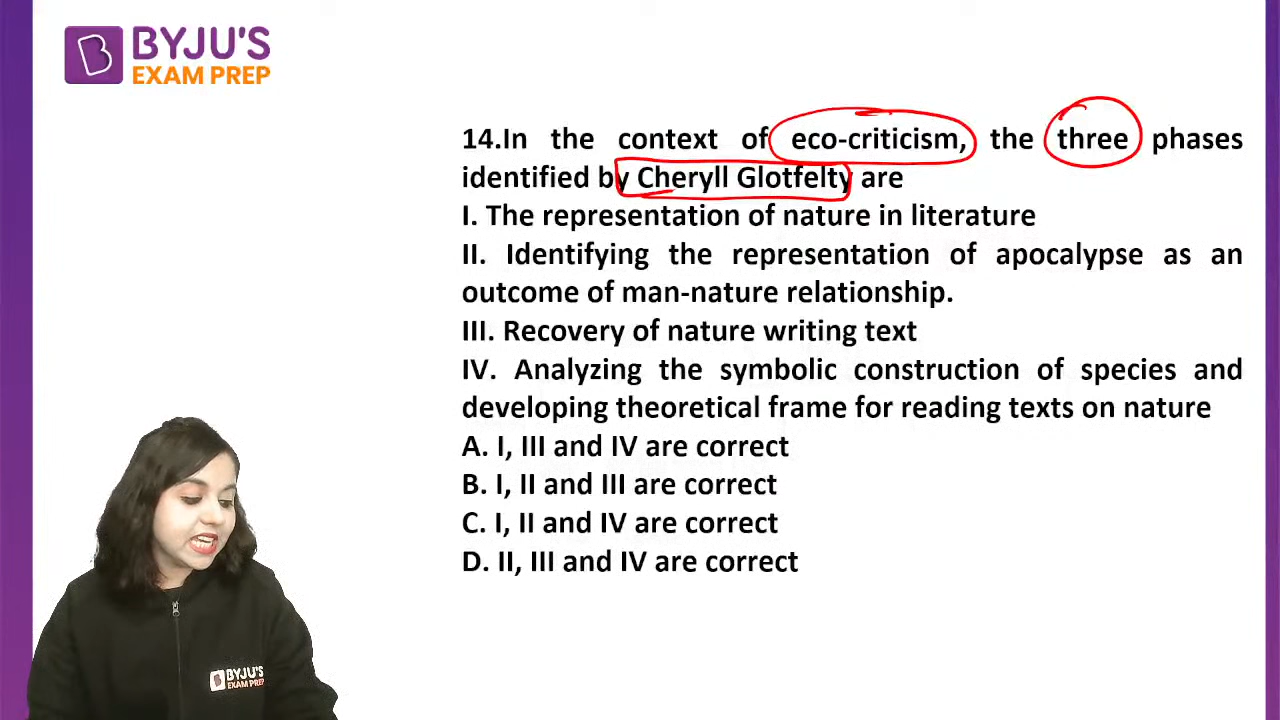 BYJU'S
EXAM PREP
14.In the context of eco-criticism, the three phases
identified by Cheryll Glotfelty are
I. The representation of nature in literature
II. Identifying the representation of apocalypse as an
outcome of man-nature relationship.
III. Recovery of nature writing text
IV. Analyzing the symbolic construction of species and
developing theoretical frame for reading texts on nature
A. I, III and IV are correct
B. I, II and III are correct
C. I, II and IV are correct
D. II, III and IV are correct
BYJU'S
EXAM PREP